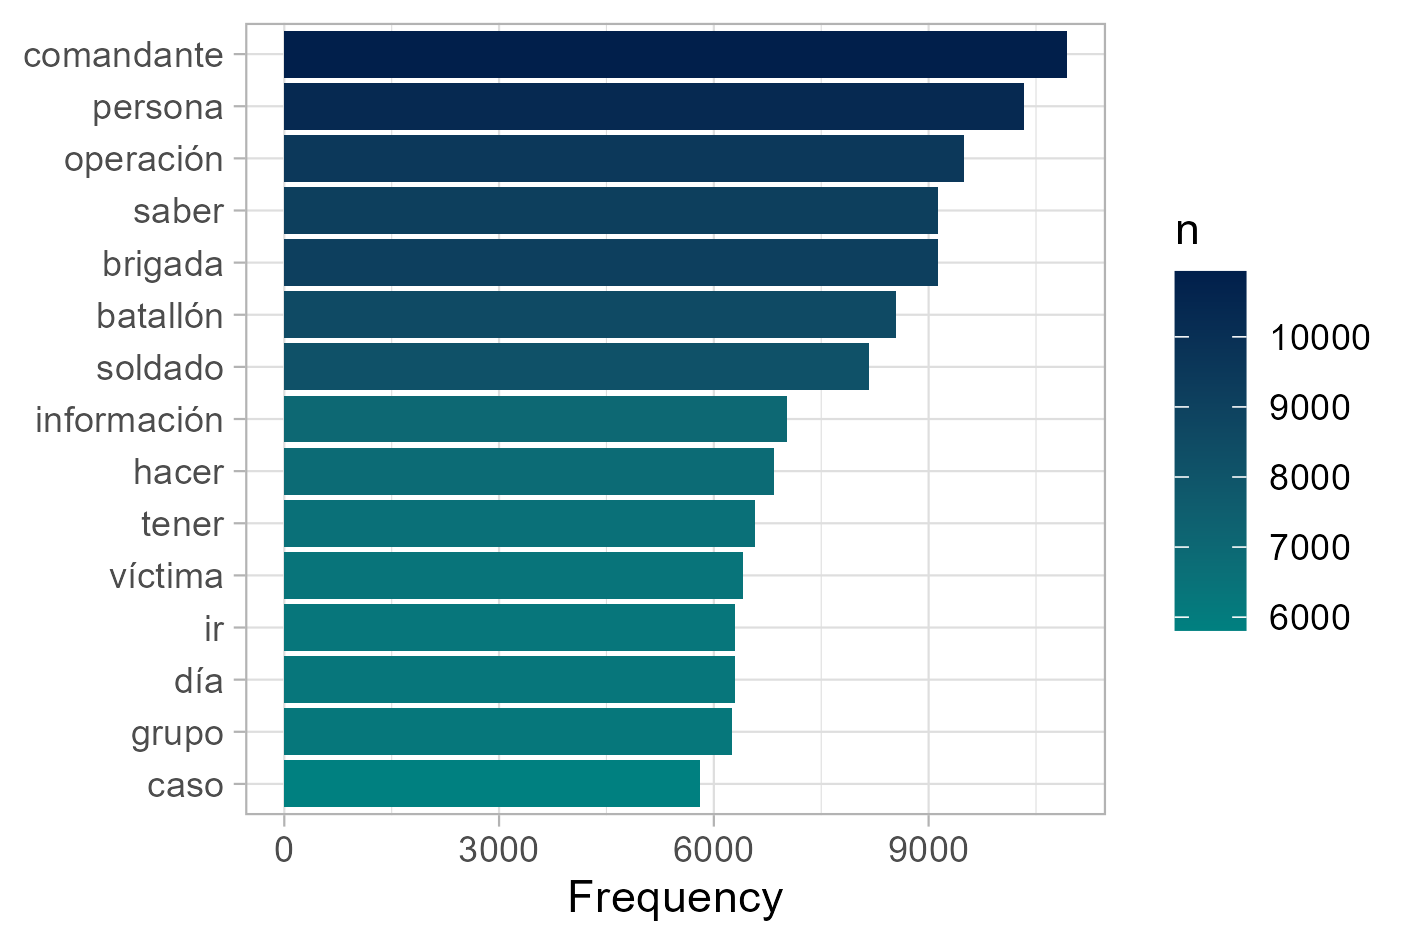 comandante
persona
operación
saber
brigada
batallón
soldado
información
hacer
tener
víctima
ir
día
grupo
caso
0 3000 6000 9000
Frequency
n
10000
9000
8000
7000
6000